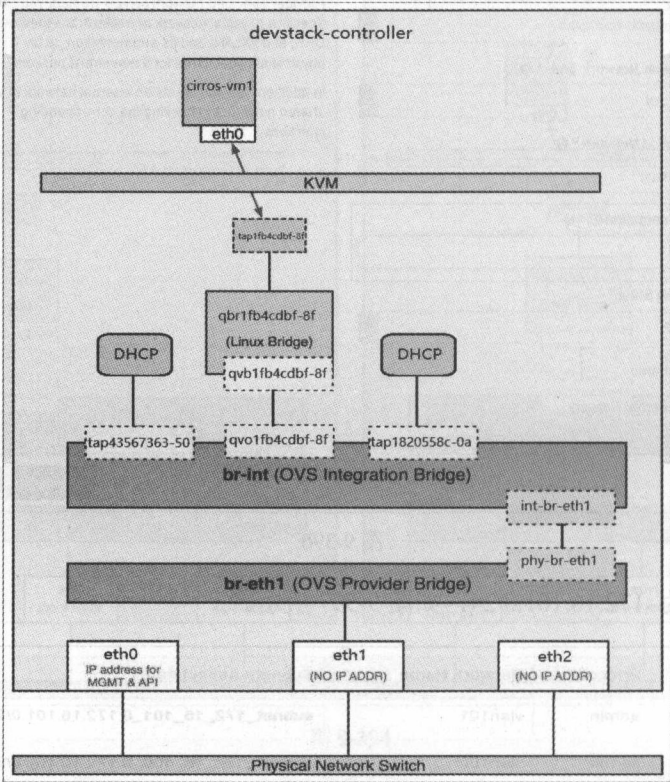 devstack-controller
cirros-vm1
eth0
KVM
tap1fb4cdbf-8f
qbr1fb4cdbf-8f
(Linux Bridge)
DHCP
DHCP
qvb1fb4cdbf-8f
tap43567363-50
qvo1fb4cdbf-8f
tap1820558c-0a
br-int (OVS Integration Bridge)
int-br-eth1
phy-br-eth1
br-eth1 (OVS Provider Bridge)
eth0
IP address for
MGMT & API
eth1
(NO IP ADDR)
eth2
(NO IP ADDR)
Physical Network Switch